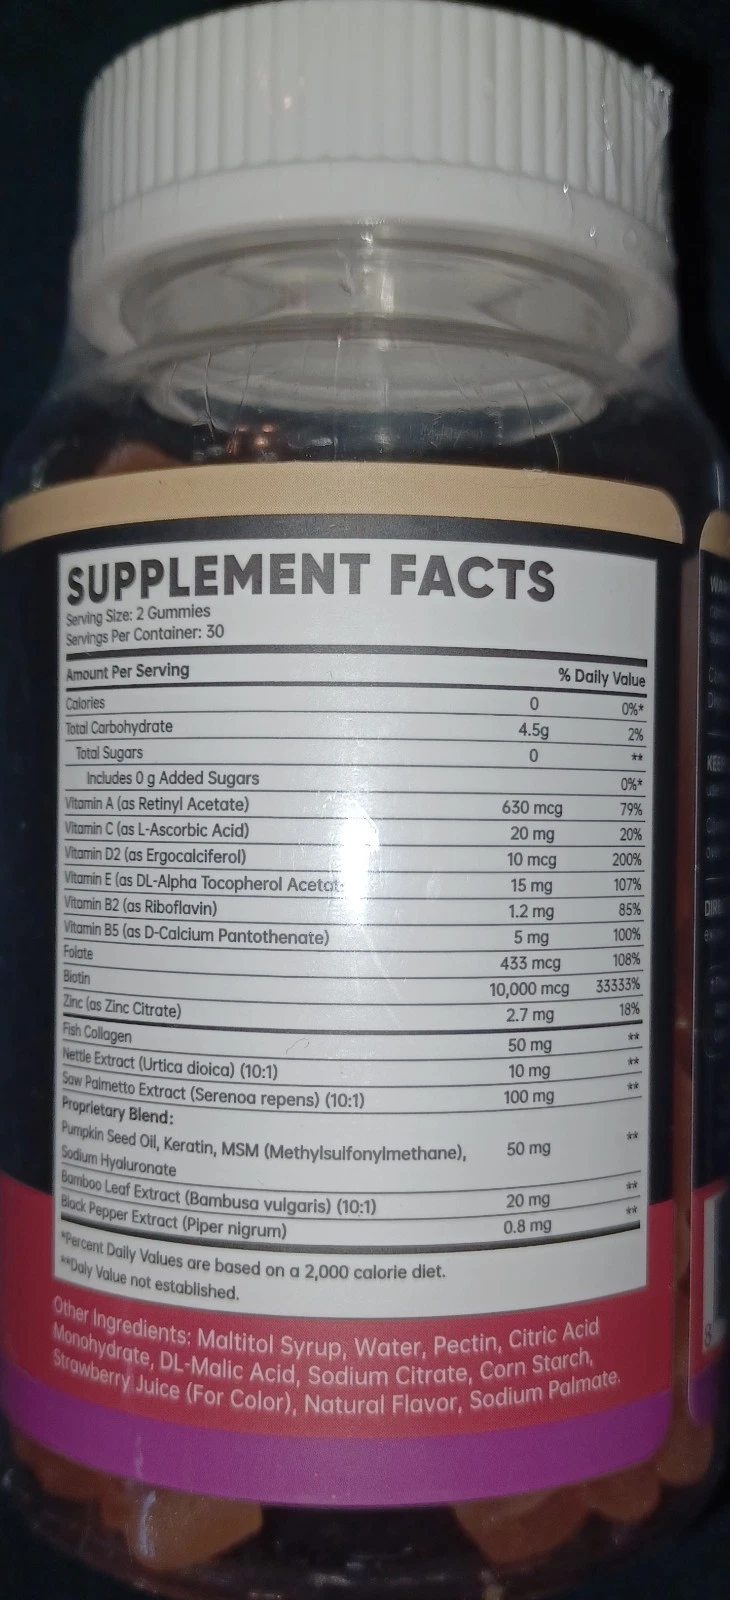 SUPPLEMENT FACTS
Serving Size: 2 Gummies
Servings Per Container: 30
Amount Per Serving % Daily Value
Calories 0 0%*
Total Carbohydrate 4.5g 2%
Total Sugars 0 **
Includes 0 g Added Sugars 0%*
Vitamin A (as Retinyl Acetate) 630 mcg 79%
Vitamin C (as L-Ascorbic Acid) 20 mg 20%
Vitamin D2 (as Ergocalciferol) 10 mcg 200%
Vitamin E (as DL-Alpha Tocopherol Acetat 15 mg 107%
Vitamin B2 (as Riboflavin) 1.2 mg 85%
Vitamin B5 (as D-Calcium Pantothenate) 5 mg 100%
Folate 433 mcg 108%
Biotin 10,000 mcg 33333%
Zinc (as Zinc Citrate) 2.7 mg 18%
Fish Collagen 50 mg **
Nettle Extract (Urtica dioica) (10:1) 10 mg **
Saw Palmetto Extract (Serenoa repens) (10:1) 100 mg **
Proprietary Blend:
Pumpkin Seed Oil, Keratin, MSM (Methylsulfonylmethane), 50 mg **
Sodium Hyaluronate
Bamboo Leaf Extract (Bambusa vulgaris) (10:1) 20 mg **
Black Pepper Extract (Piper nigrum) 0.8 mg **
*Percent Daily Values are based on a 2,000 calorie diet.
**Daly Value not established.
Other Ingredients: Maltitol Syrup, Water, Pectin, Citric Acid
Monohydrate, DL-Malic Acid, Sodium Citrate, Corn Starch,
Strawberry Juice (For Color), Natural Flavor, Sodium Palmate.